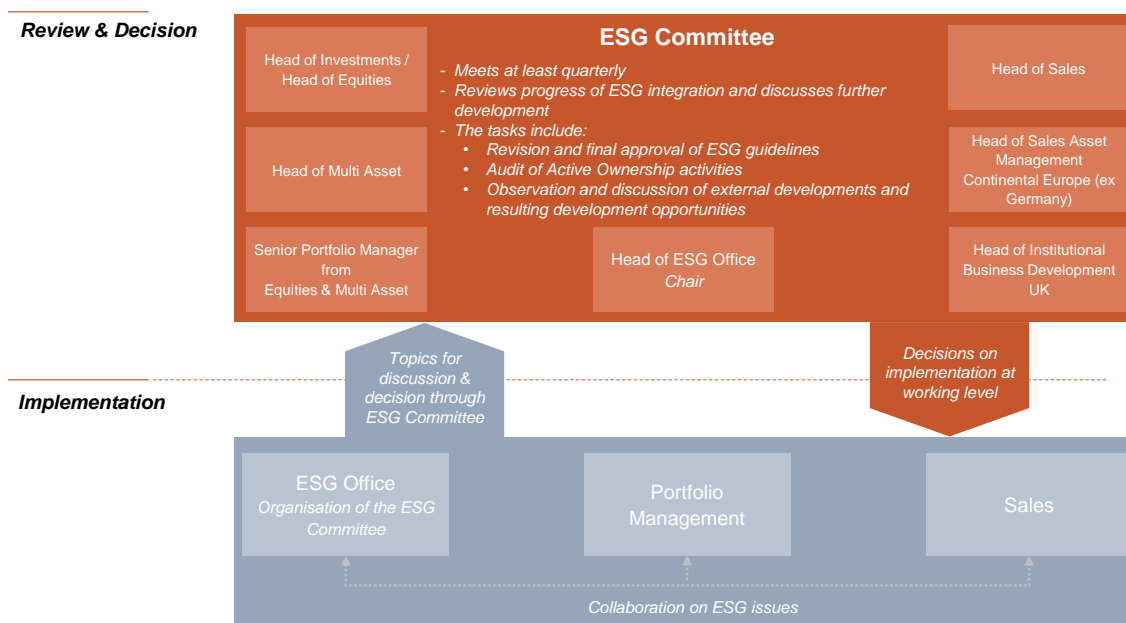 Review & Decision
ESG Committee
Head of Investments /
Head of Equities
- Meets at least quarterly
- Reviews progress of ESG integration and discusses further
development
- The tasks include:
• Revision and final approval of ESG guidelines
• Audit of Active Ownership activities
• Observation and discussion of external developments and
resulting development opportunities
Head of Sales
Head of Multi Asset
Head of Sales Asset
Management
Continental Europe (ex
Germany)
Senior Portfolio Manager
from
Equities & Multi Asset
Head of ESG Office
Chair
Head of Institutional
Business Development
UK
Topics for
discussion &
decision through
ESG Committee
Decisions on
implementation at
working level
Implementation
ESG Office
Organisation of the ESG
Committee
Portfolio
Management
Sales
Collaboration on ESG issues